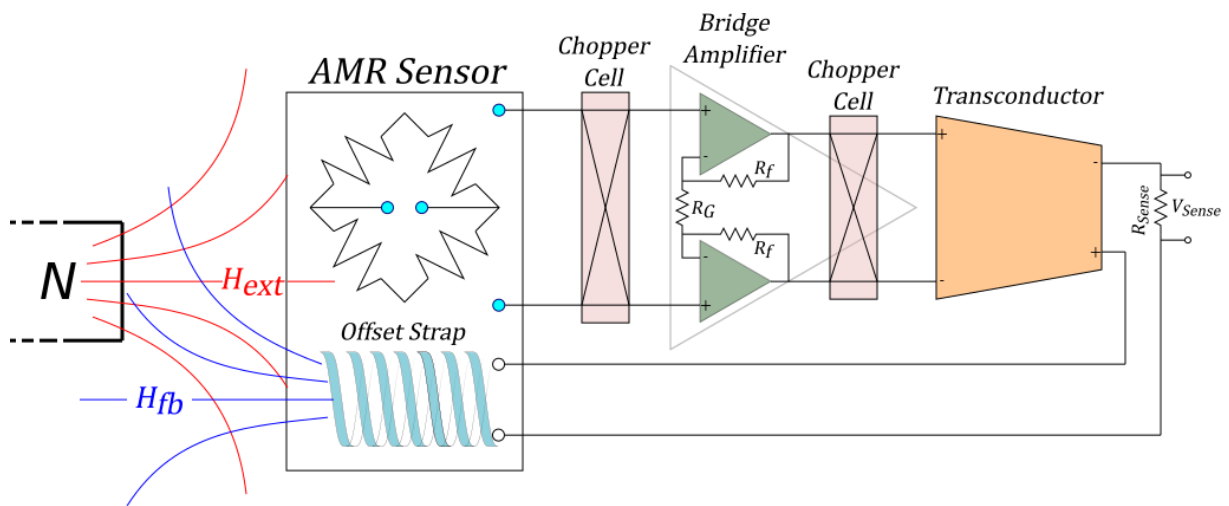 Bridge
Amplifier
Chopper
Cell
Chopper
Cell
AMR Sensor
Transconductor
+
-
R_f
R_G
R_f
-
+
+
-
-
+
R_Sense
V_Sense
N
H_ext
Offset Strap
H_fb